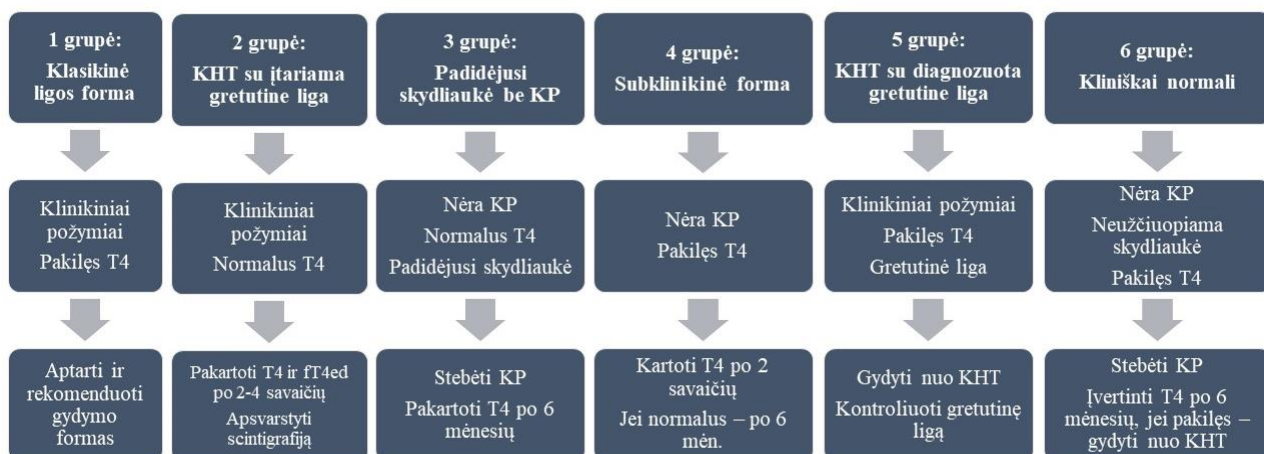 1 grupė:
Klasikinė
ligos forma
2 grupė:
KHT su įtariama
gretutine liga
3 grupė:
Padidėjusi
skydliaukė be KP
4 grupė:
Subklinikinė forma
5 grupė:
KHT su diagnozuota
gretutine liga
6 grupė:
Kliniškai normali
Klinikiniai
požymiai
Pakilęs T4
Klinikiniai
požymiai
Normalus T4
Nėra KP
Normalus T4
Padidėjusi skydliaukė
Nėra KP
Pakilęs T4
Klinikiniai požymiai
Pakilęs T4
Gretutinė liga
Nėra KP
Neužčiuopiama
skydliaukė
Pakilęs T4
Aptarti ir
rekomenduoti
gydymo
formas
Pakartoti T4 ir fT4ed
po 2-4 savaičių
Apsvarstyti
scintigrafiją
Stebėti KP
Pakartoti T4 po 6
mėnesių
Kartoti T4 po 2
savaičių
Jei normalus – po 6
mėn.
Gydyti nuo KHT
Kontroliuoti gretutinę
ligą
Stebėti KP
Įvertinti T4 po 6
mėnesių, jei pakilęs –
gydyti nuo KHT